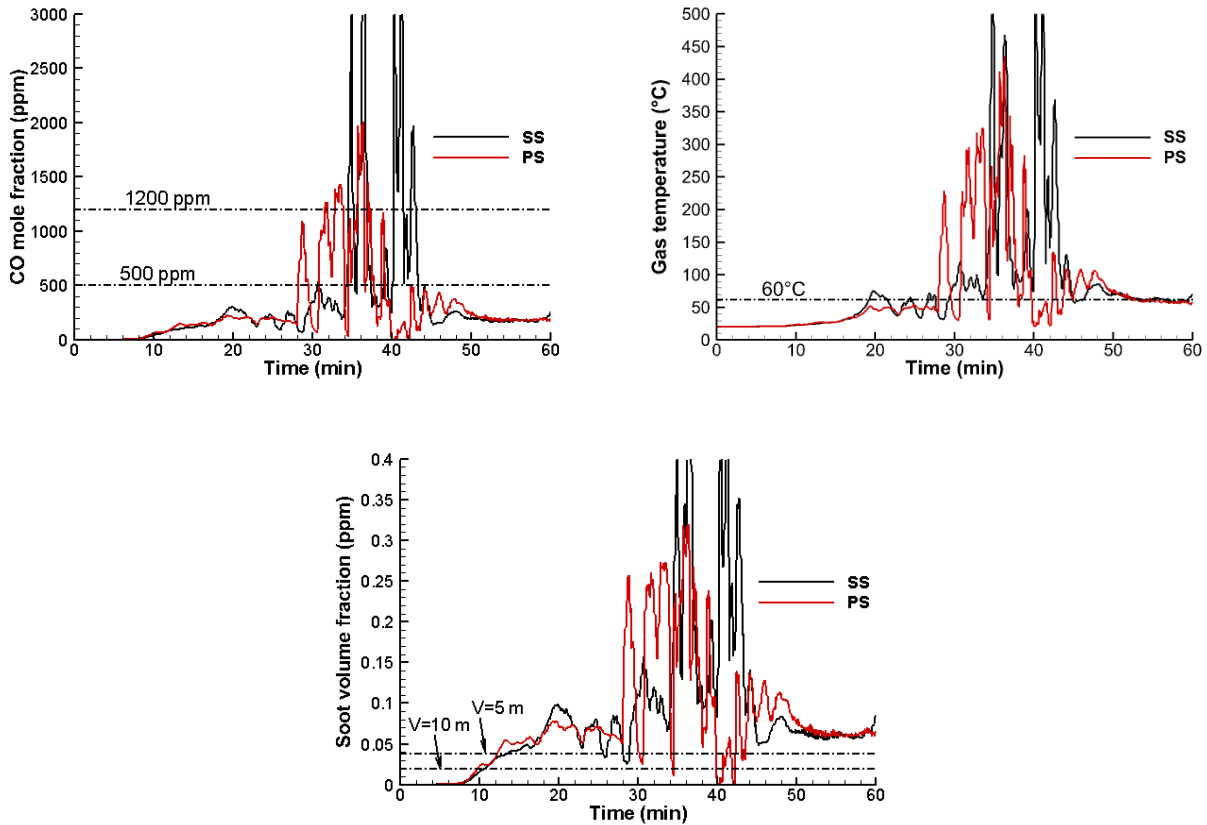 CO mole fraction (ppm)
3000
2500
2000
1500
1000
500
0
1200 ppm
500 ppm
SS
PS
0 10 20 30 40 50 60
Time (min)
Gas temperature (°C)
500
450
400
350
300
250
200
150
100
50
0
60°C
SS
PS
0 10 20 30 40 50 60
Time (min)
Soot volume fraction (ppm)
0.4
0.35
0.3
0.25
0.2
0.15
0.1
0.05
0
V=10 m
V=5 m
SS
PS
0 10 20 30 40 50 60
Time (min)